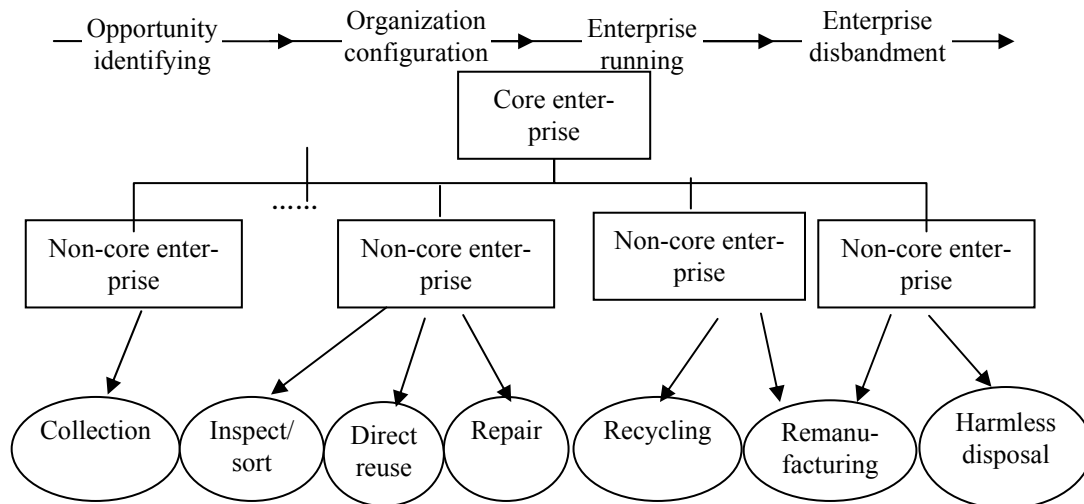 Opportunity
identifying
Organization
configuration
Enterprise
running
Enterprise
disbandment
Core enter-
prise
......
Non-core enter-
prise
Non-core enter-
prise
Non-core enter-
prise
Non-core enter-
prise
Collection
Inspect/
sort
Direct
reuse
Repair
Recycling
Remanu-
facturing
Harmless
disposal